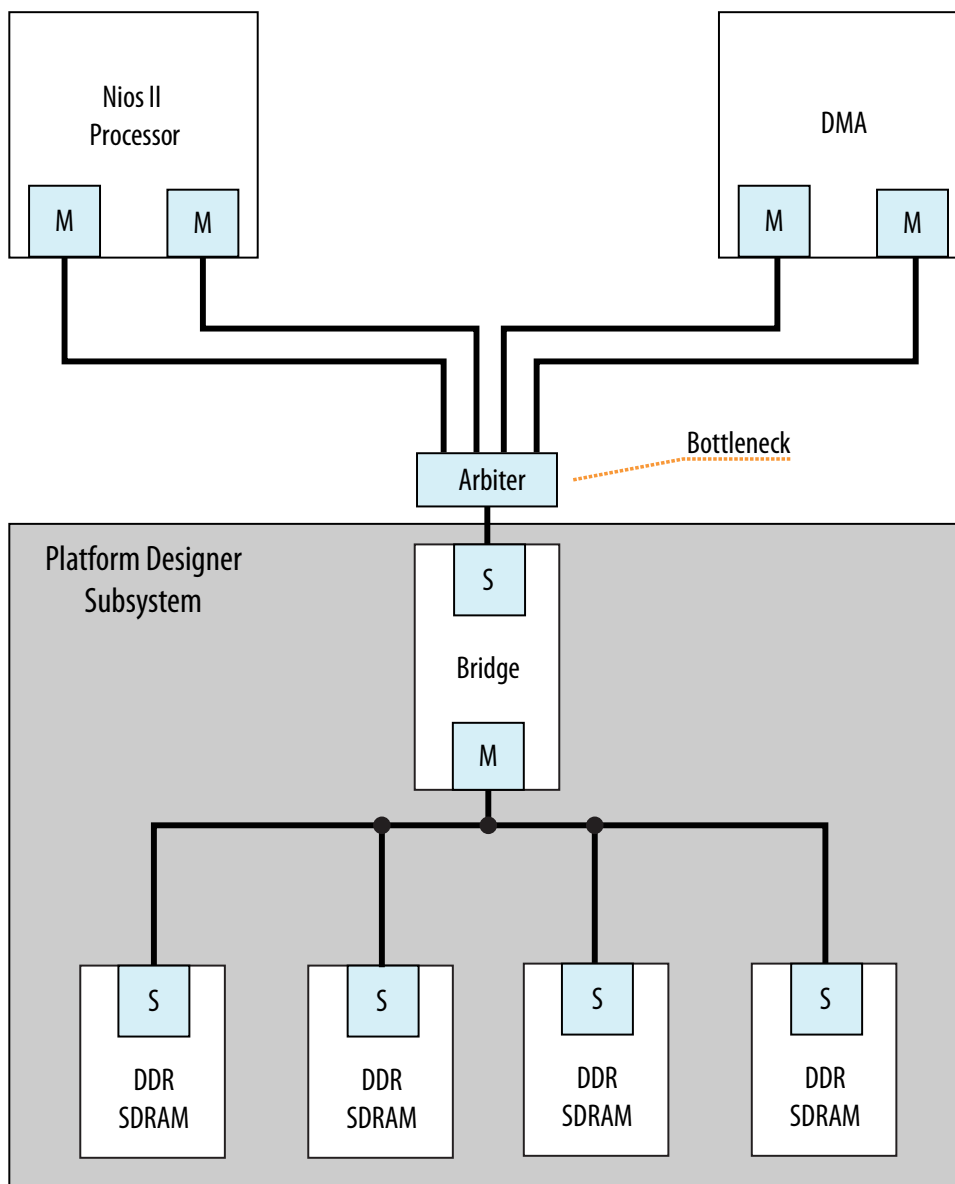 Nios II
Processor
DMA
M
M
M
M
Bottleneck
Arbiter
Platform Designer
Subsystem
S
Bridge
M
S
S
S
S
DDR
SDRAM
DDR
SDRAM
DDR
SDRAM
DDR
SDRAM